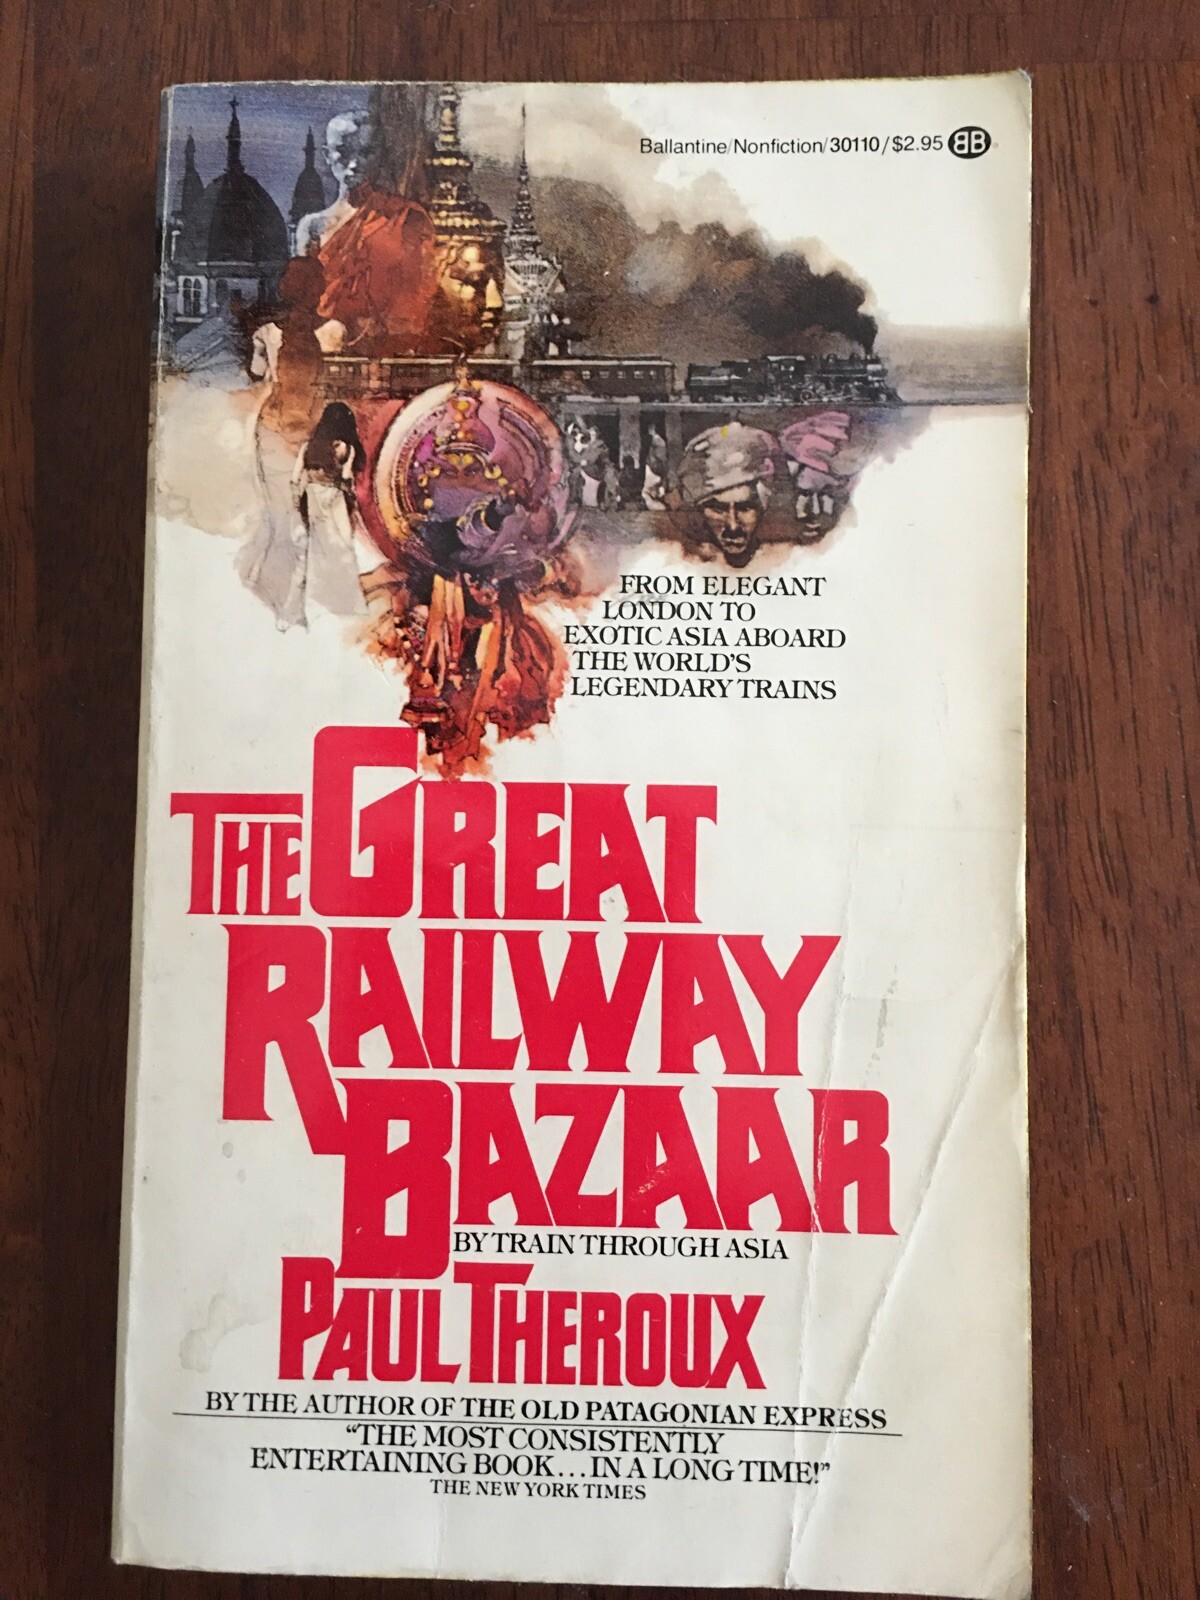 Ballantine/Nonfiction/30110/$2.95 BB
FROM ELEGANT
LONDON TO
EXOTIC ASIA ABOARD
THE WORLD'S
LEGENDARY TRAINS
THE GREAT
RAILWAY
BAZAAR
BY TRAIN THROUGH ASIA
PAUL THEROUX
BY THE AUTHOR OF THE OLD PATAGONIAN EXPRESS
“THE MOST CONSISTENTLY
ENTERTAINING BOOK...IN A LONG TIME!”
THE NEW YORK TIMES